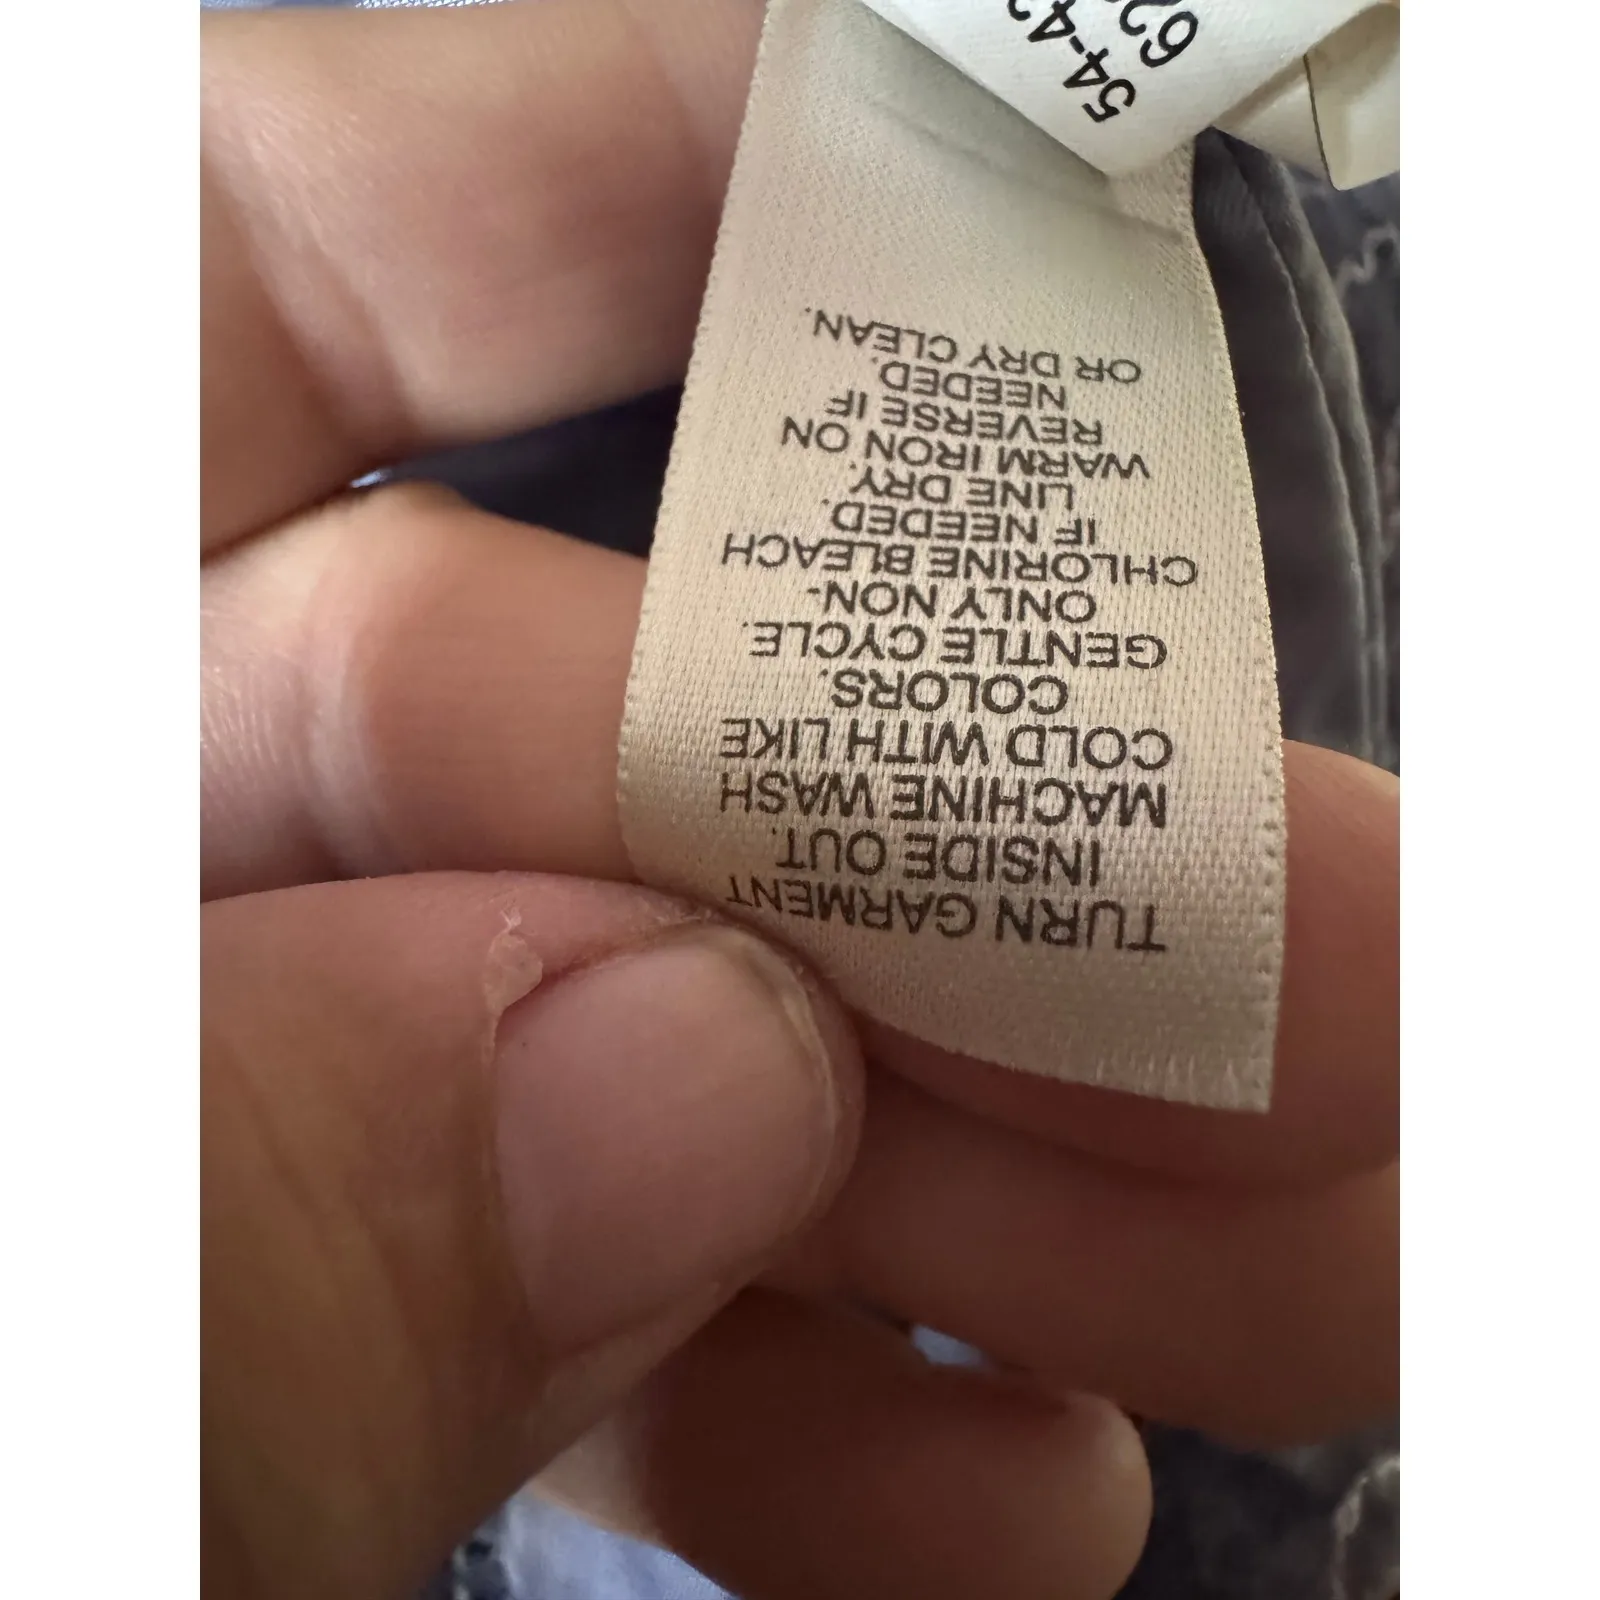 TURN GARMENT
INSIDE OUT.
MACHINE WASH
COLD WITH LIKE
COLORS.
GENTLE CYCLE.
ONLY NON-
CHLORINE BLEACH
IF NEEDED.
LINE DRY.
WARM IRON ON
REVERSE IF
NEEDED.
OR DRY CLEAN.